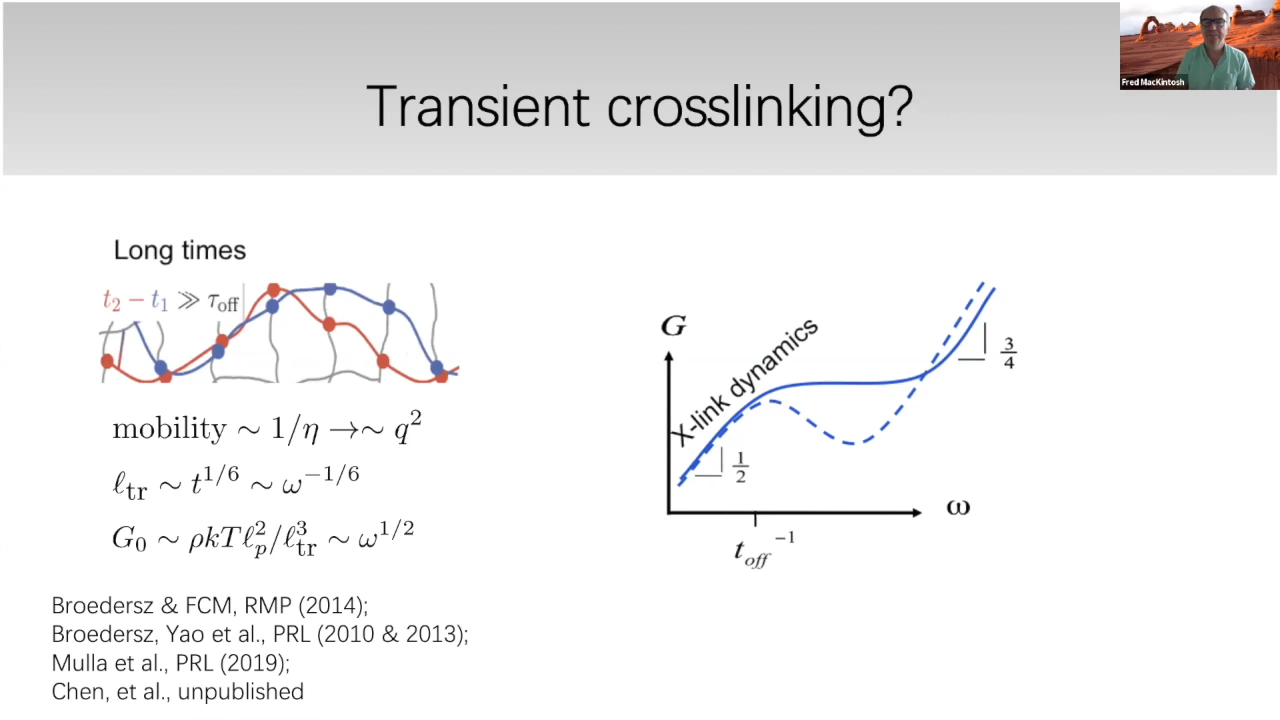 Fred MacKintosh
Transient crosslinking?
Long times
t₂ − t₁ ≫ τ_off
mobility ∼ 1/η →∼ q²
ℓ_tr ∼ t^{1/6} ∼ ω^{−1/6}
G₀ ∼ ρkTℓ_p²/ℓ_tr³ ∼ ω^{1/2}
Broedersz & FCM, RMP (2014);
Broedersz, Yao et al., PRL (2010 & 2013);
Mulla et al., PRL (2019);
Chen, et al., unpublished
G
X-link dynamics
3/4
1/2
ω
t_off^{−1}